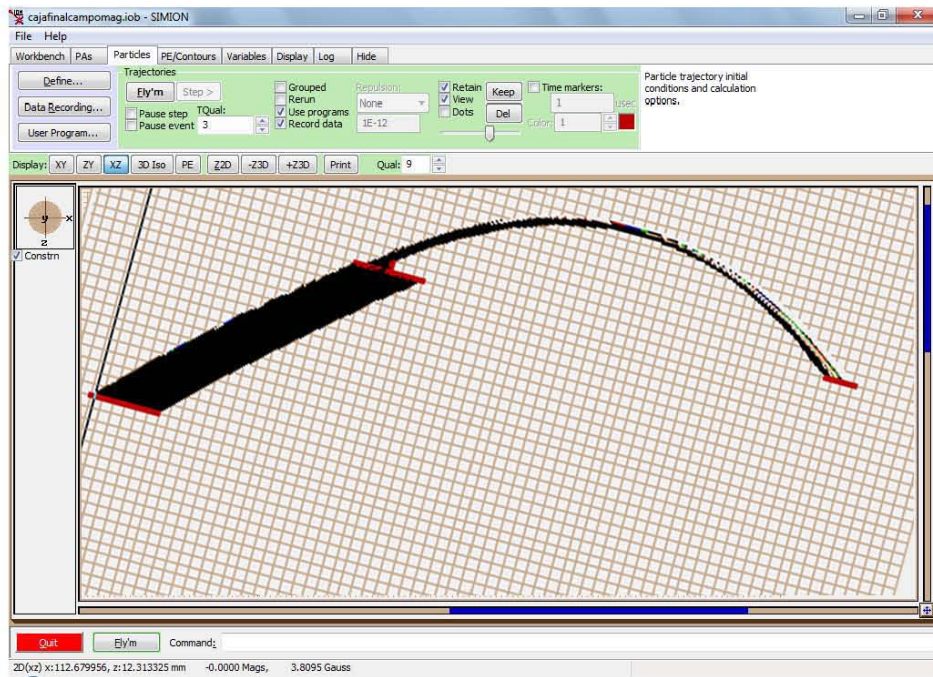 cajafinalcampomag.iob - SIMION
File Help
Workbench PAs Particles PE/Contours Variables Display Log Hide
Define...
Data Recording...
User Program...
Trajectories
Fly'm Step >
Pause step TQual:
Pause event 3
Grouped
Rerun
Use programs
Record data
Repulsion:
None
1E-12
Retain Keep
View
Dots Del
Time markers:
1 usec
Color: 1
Particle trajectory initial
conditions and calculation
options.
Display: XY ZY XZ 3D Iso PE Z2D -Z3D +Z3D Print Qual: 9
y x
z
Constrn
Quit Fly'm Command:
2D(xz) x:112.679956, z:12.313325 mm -0.0000 Mags, 3.8095 Gauss